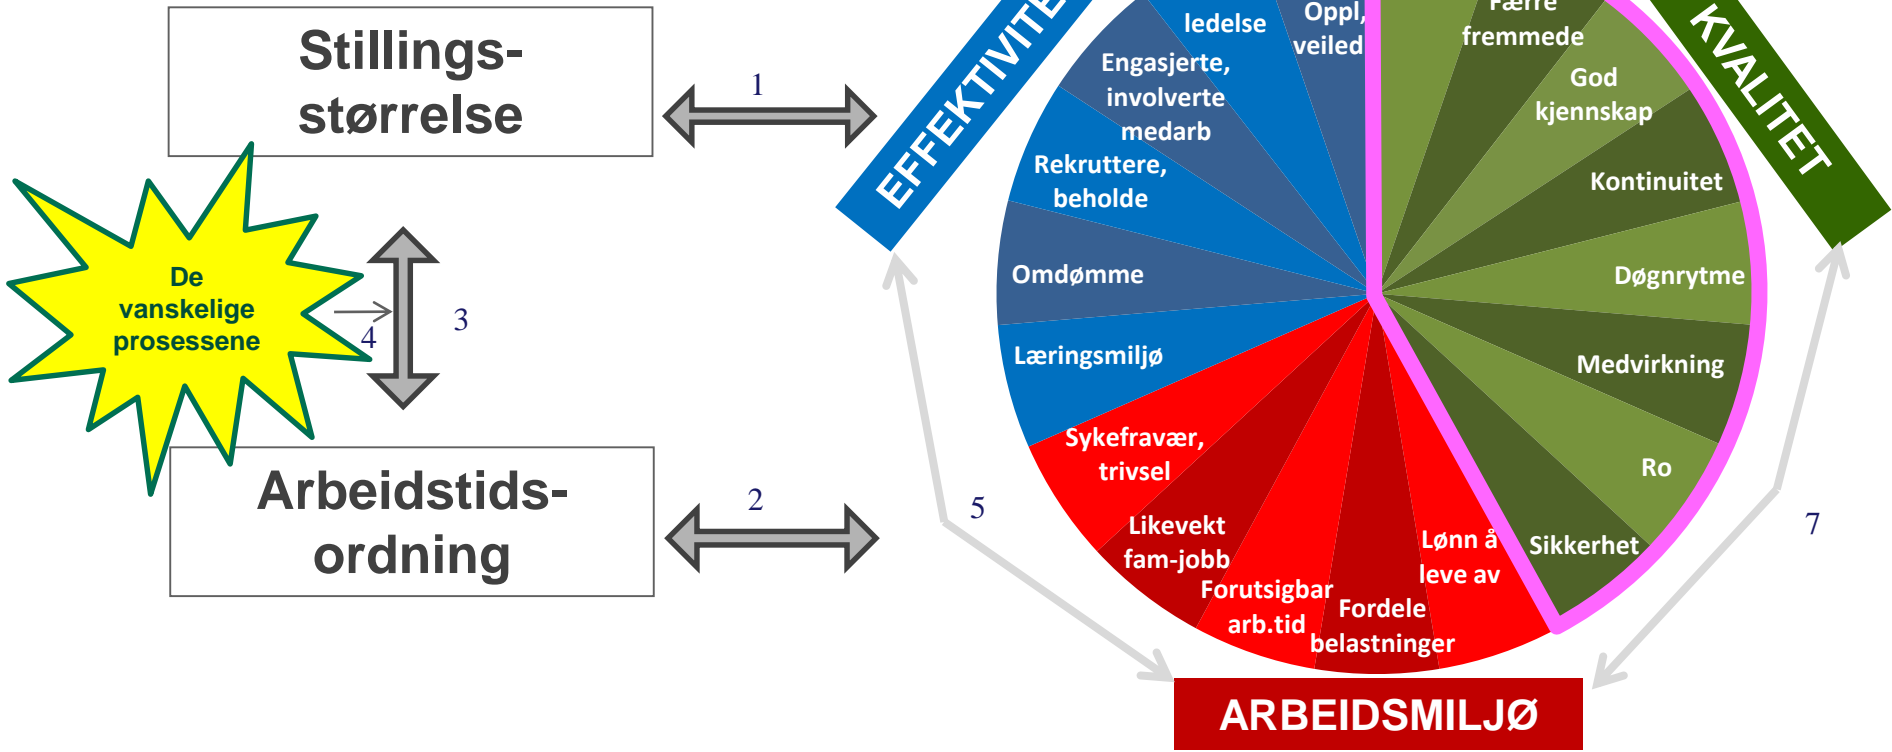 Stillings-
størrelse
De
vanskelige
prosessene
Arbeidstids-
ordning
1
2
3
4
5
7
ledelse
Oppl,
veiled
Engasjerte,
involverte
medarb
Rekruttere,
beholde
Omdømme
Læringsmiljø
Sykefravær,
trivsel
Likevekt
fam-jobb
Forutsigbar
arb.tid
Fordele
belastninger
Lønn å
leve av
Sikkerhet
Ro
Medvirkning
Døgnrytme
Kontinuitet
God
kjennskap
Færre
fremmede
KVALITET
ARBEIDSMILJØ